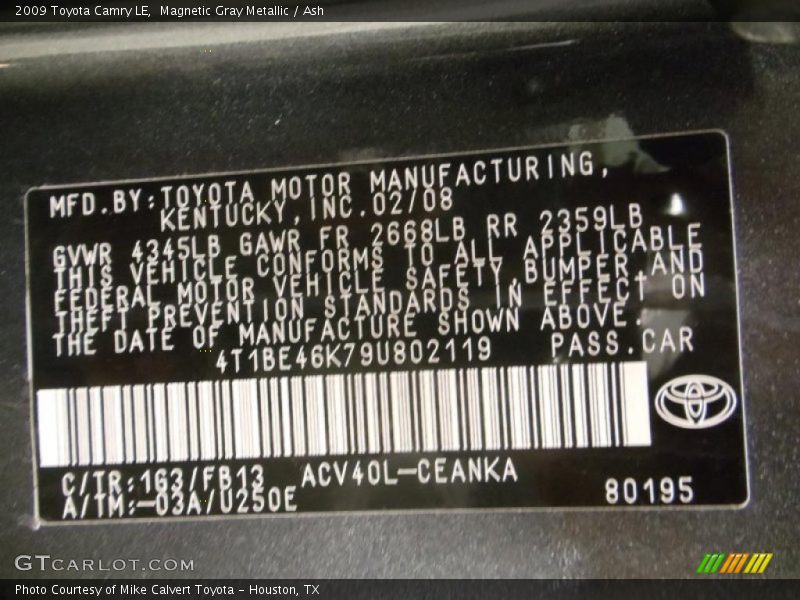 2009 Toyota Camry LE,  Magnetic Gray Metallic / Ash
MFD.BY:TOYOTA MOTOR MANUFACTURING,
KENTUCKY,INC.02/08
GVWR 4345LB GAWR FR 2668LB RR 2359LB
THIS VEHICLE CONFORMS TO ALL APPLICABLE
FEDERAL MOTOR VEHICLE SAFETY,BUMPER,AND
THEFT PREVENTION STANDARDS IN EFFECT ON
THE DATE OF MANUFACTURE SHOWN ABOVE.
4T1BE46K79U802119 PASS.CAR
C/TR:1G3/FB13 ACV40L-CEANKA
A/TM:-03A/U250E
80195
GTCARLOT.COM
Photo Courtesy of Mike Calvert Toyota - Houston, TX